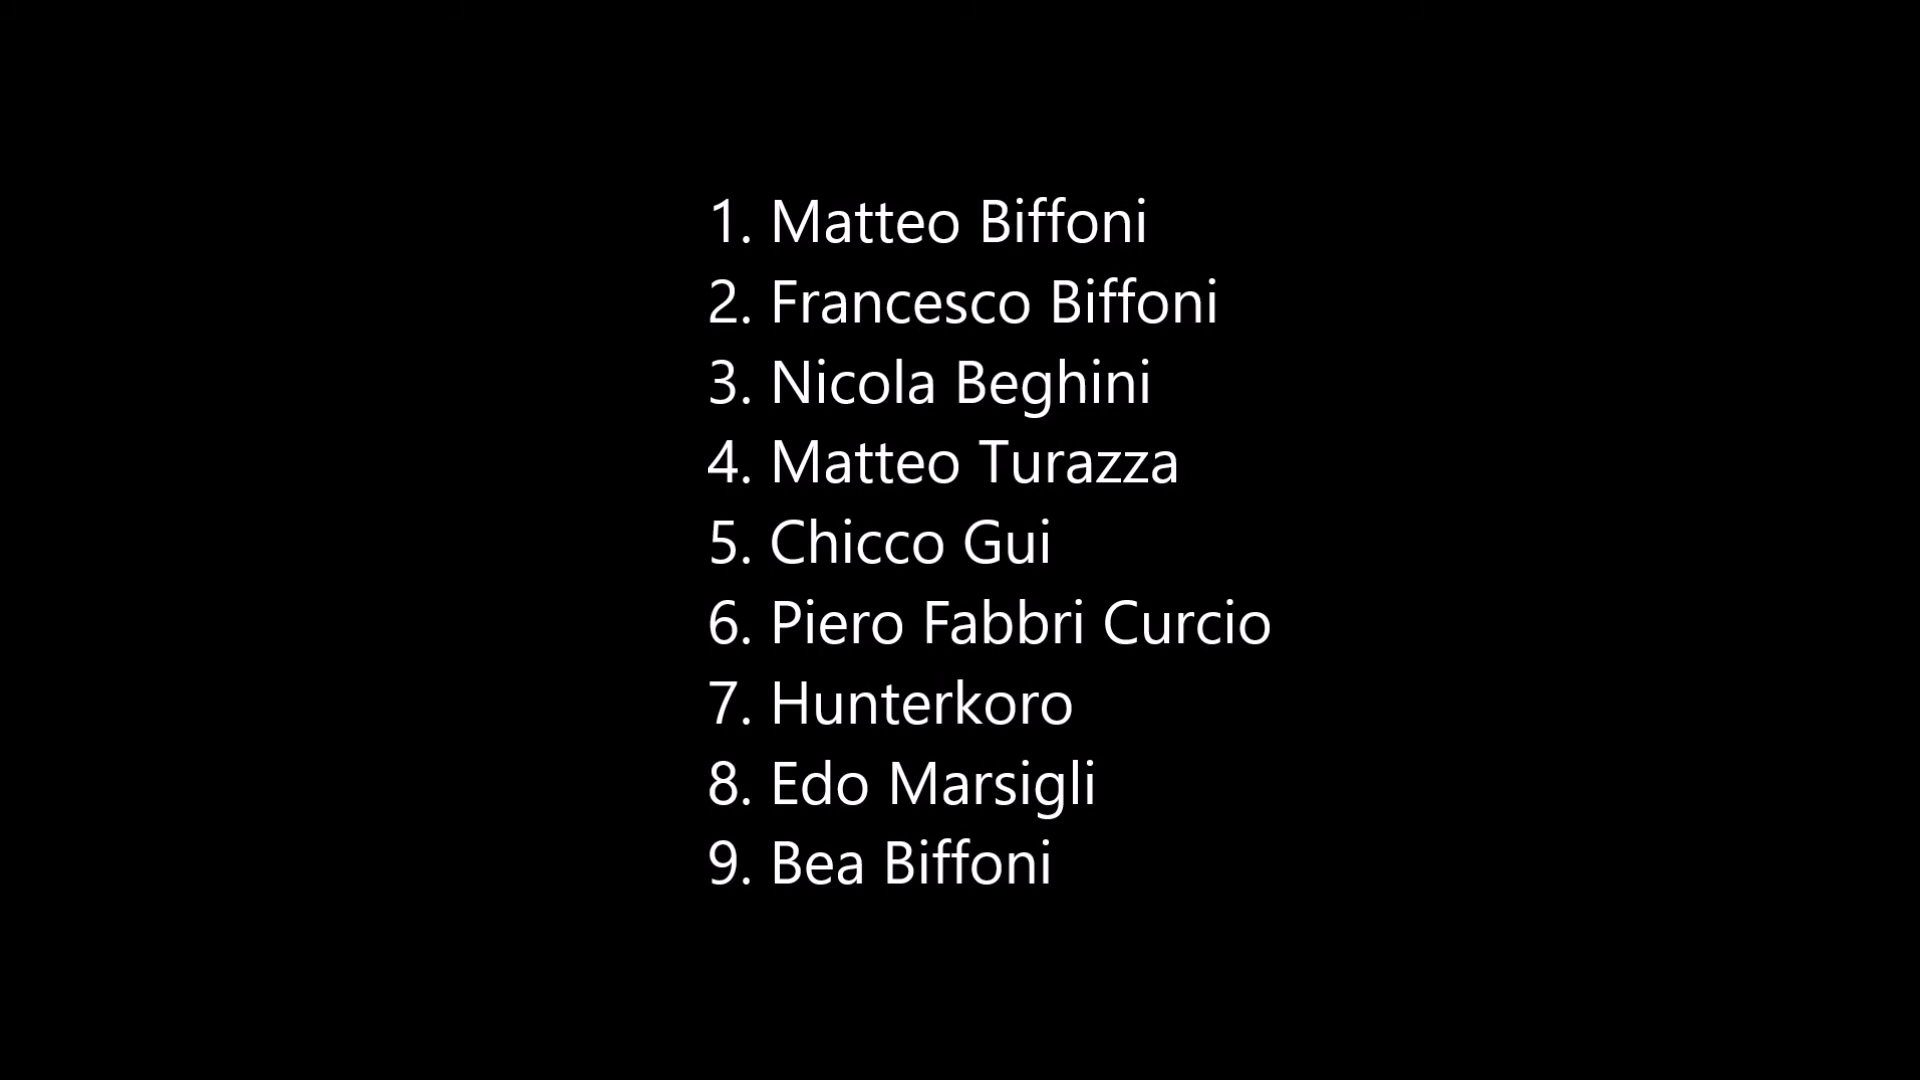 1. Matteo Biffoni
2. Francesco Biffoni
3. Nicola Beghini
4. Matteo Turazza
5. Chicco Gui
6. Piero Fabbri Curcio
7. Hunterkoro
8. Edo Marsigli
9. Bea Biffoni